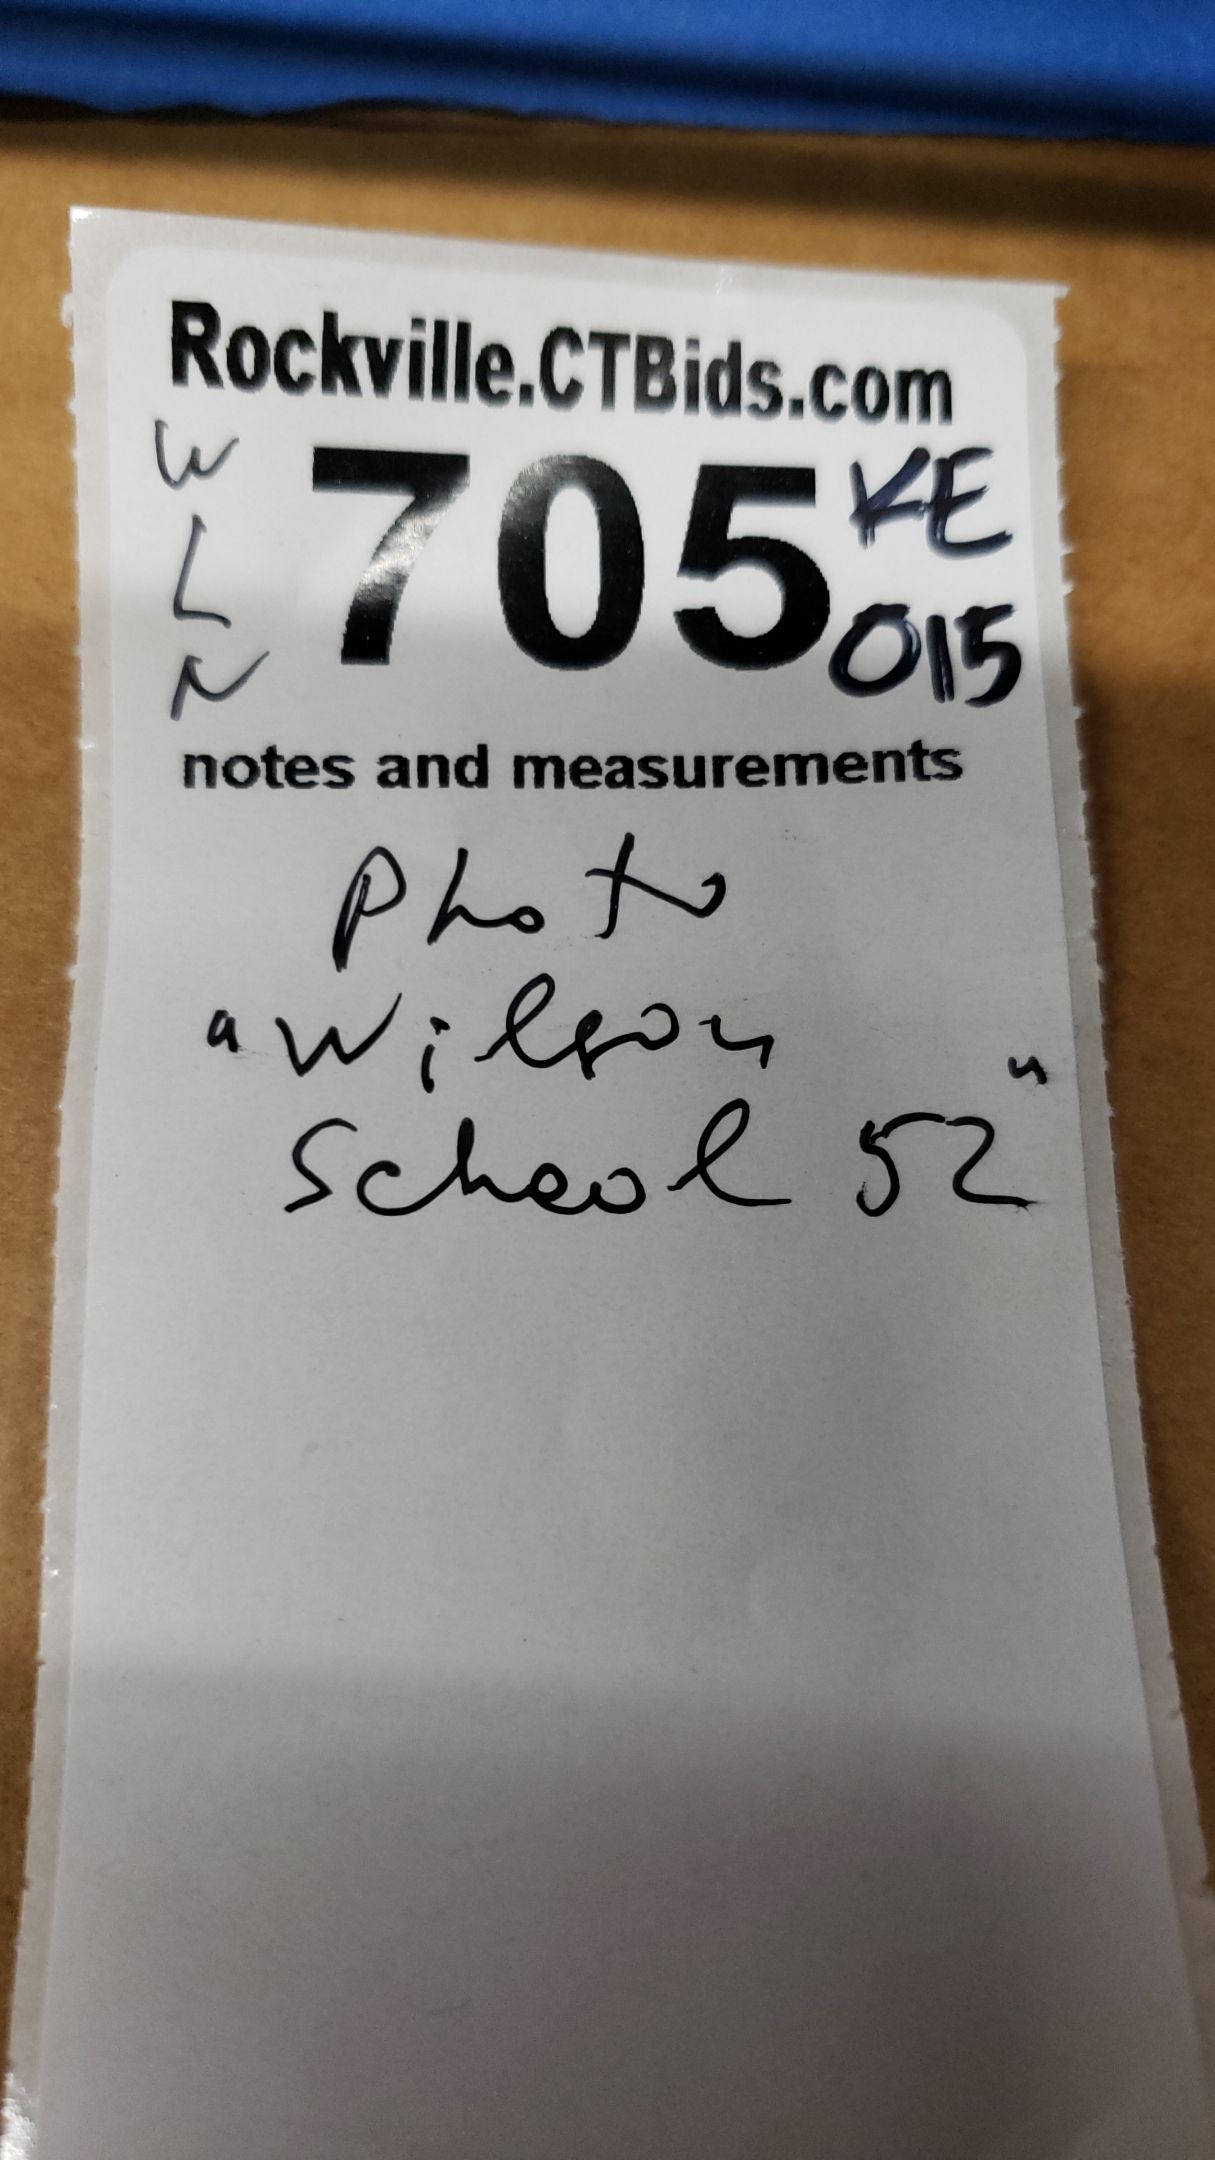 Rockville.CTBids.com
W
L
N
705
KE
015
notes and measurements
Photo
"Wilson
School 52"